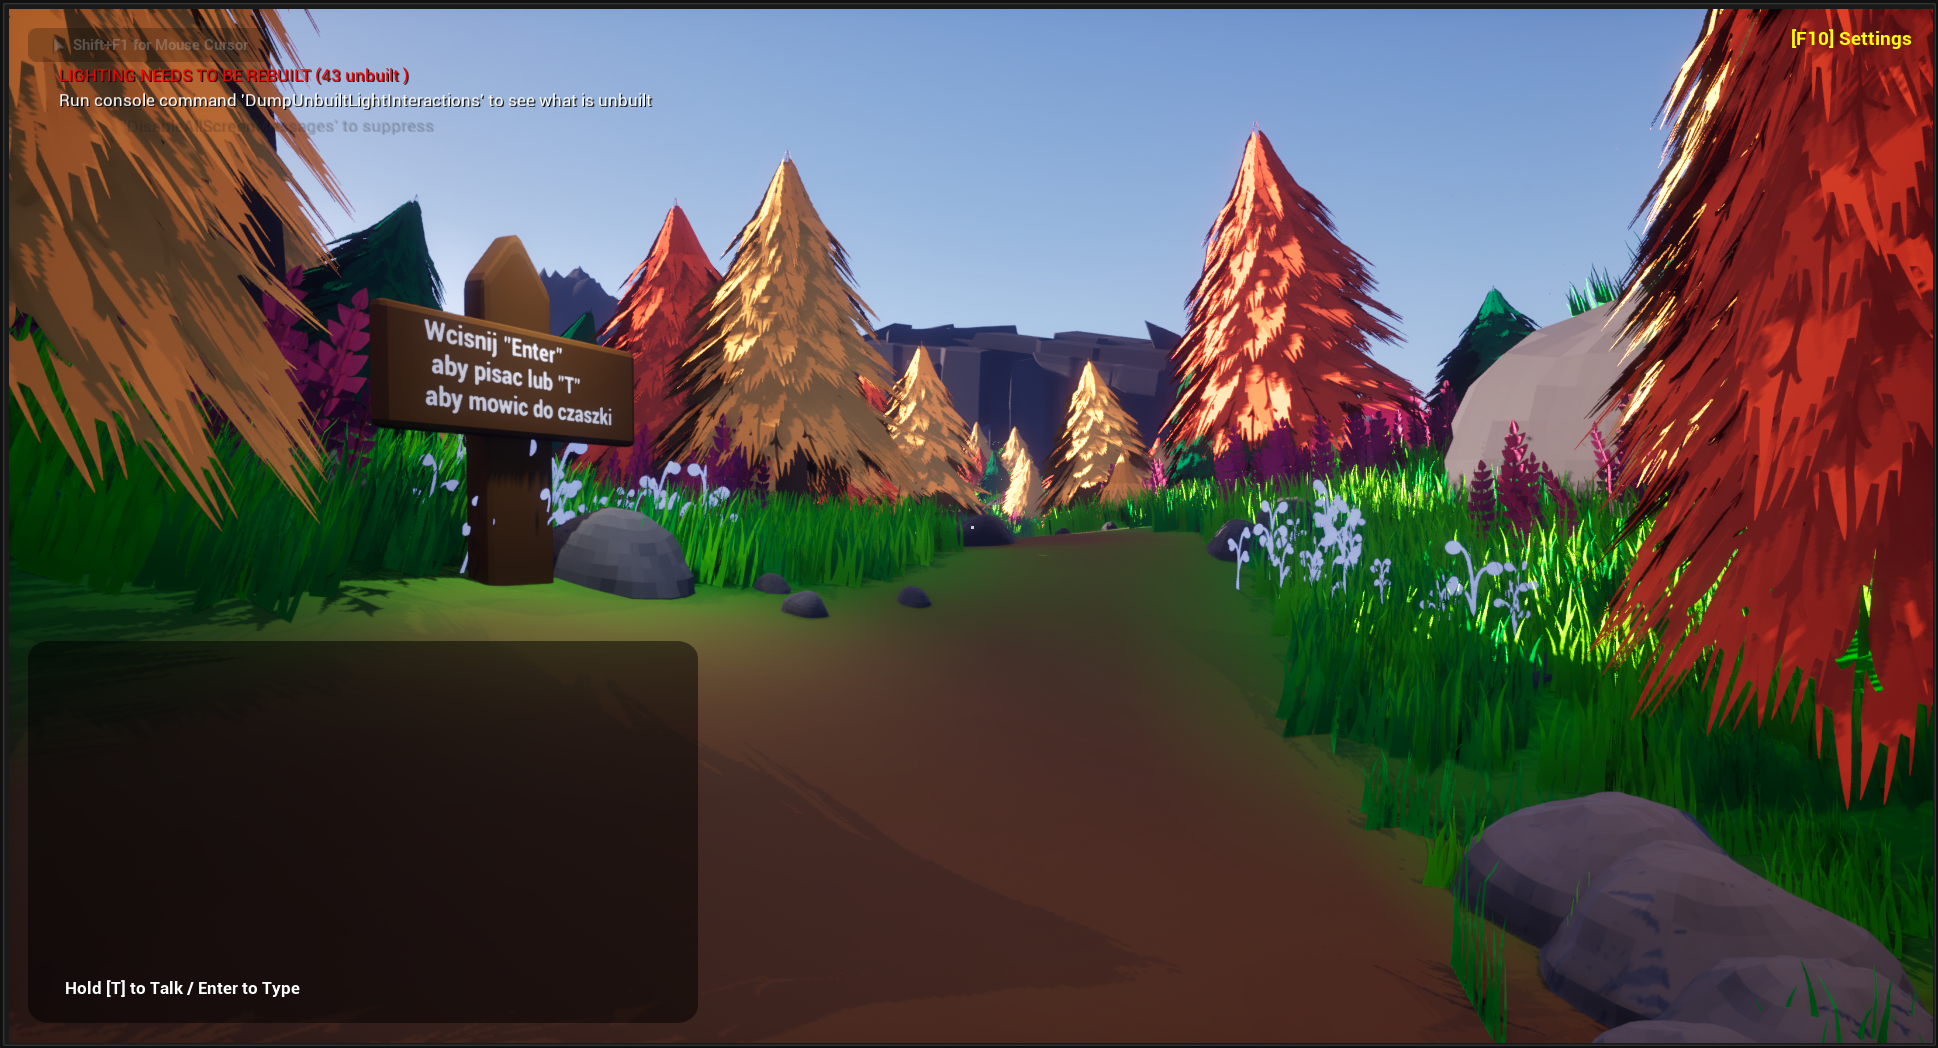 Shift+F1 for Mouse Cursor
[F10] Settings
LIGHTING NEEDS TO BE REBUILT (43 unbuilt )
Run console command 'DumpUnbuiltLightInteractions' to see what is unbuilt
'DisableAllScreenMessages' to suppress
Wcisnij "Enter"
aby pisac lub "T"
aby mowic do czaszki
Hold [T] to Talk / Enter to Type